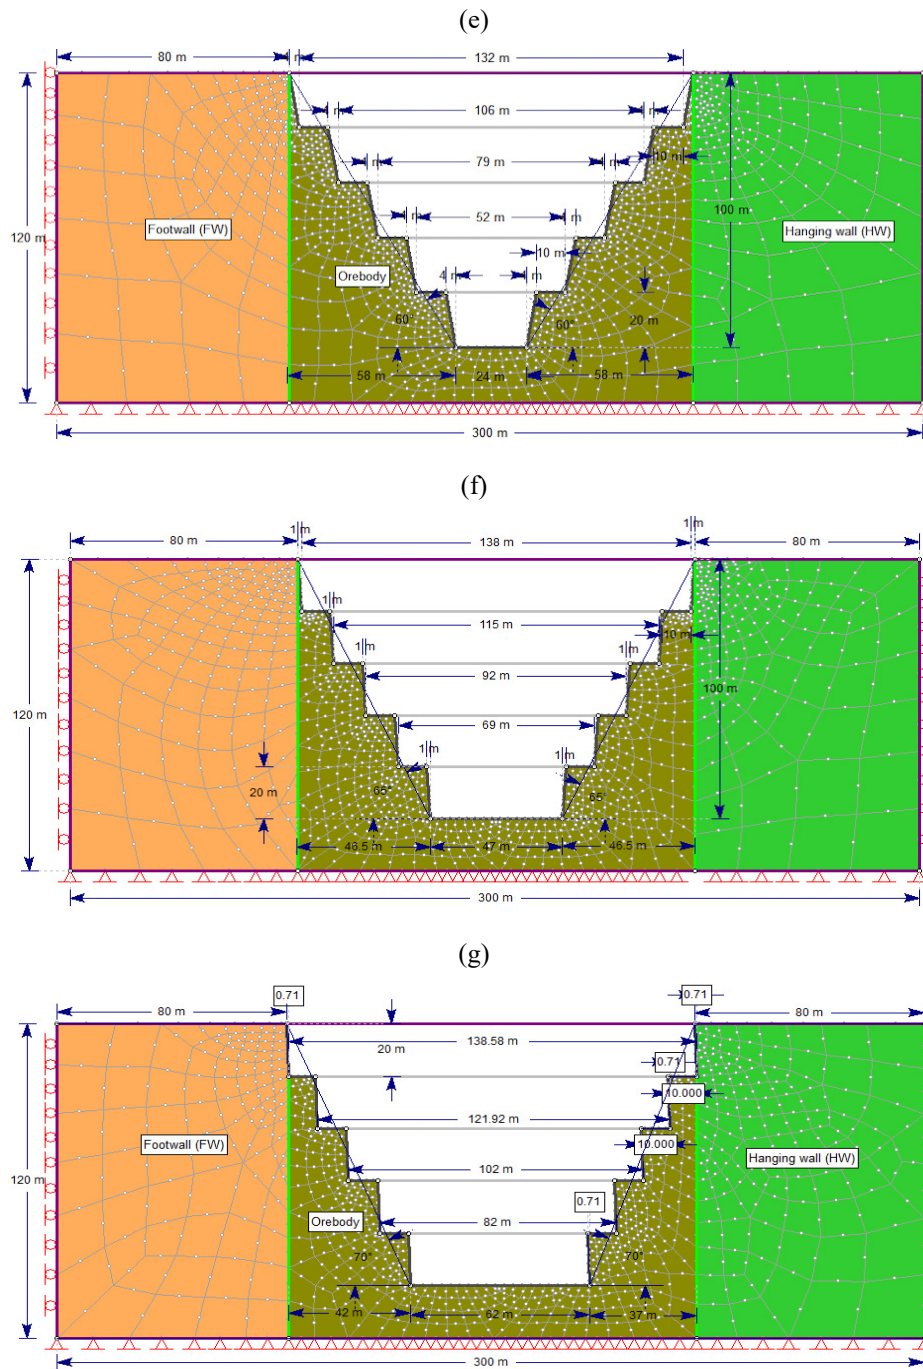 (e)
80 m
132 m
106 m
79 m
10 m
52 m
100 m
120 m
Footwall (FW)
Hanging wall (HW)
10 m
Orebody
4 m
60°
60°
20 m
58 m
24 m
58 m
300 m
(f)
1 m
1 m
80 m
138 m
80 m
1 m
115 m
10 m
1 m
1 m
92 m
100 m
120 m
69 m
1 m
1 m
20 m
65°
65°
46.5 m
47 m
46.5 m
300 m
(g)
0.71
0.71
80 m
80 m
138.58 m
20 m
0.71
10.000
121.92 m
Footwall (FW)
10.000
Hanging wall (HW)
102 m
120 m
0.71
Orebody
82 m
70°
70°
42 m
62 m
37 m
300 m